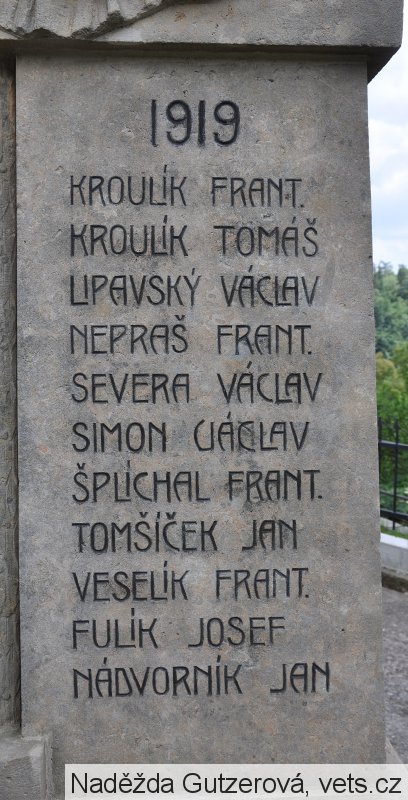 1919
KROULÍK FRANT.
KROULÍK TOMÁŠ
LIPAVSKÝ VÁCLAV
NEPRAŠ FRANT.
SEVERA VÁCLAV
SIMON VÁCLAV
ŠPLÍCHAL FRANT.
TOMŠÍČEK JAN
VESELÍK FRANT.
FULÍK JOSEF
NÁDVORNÍK JAN
Naděžda Gutzerová, vets.cz